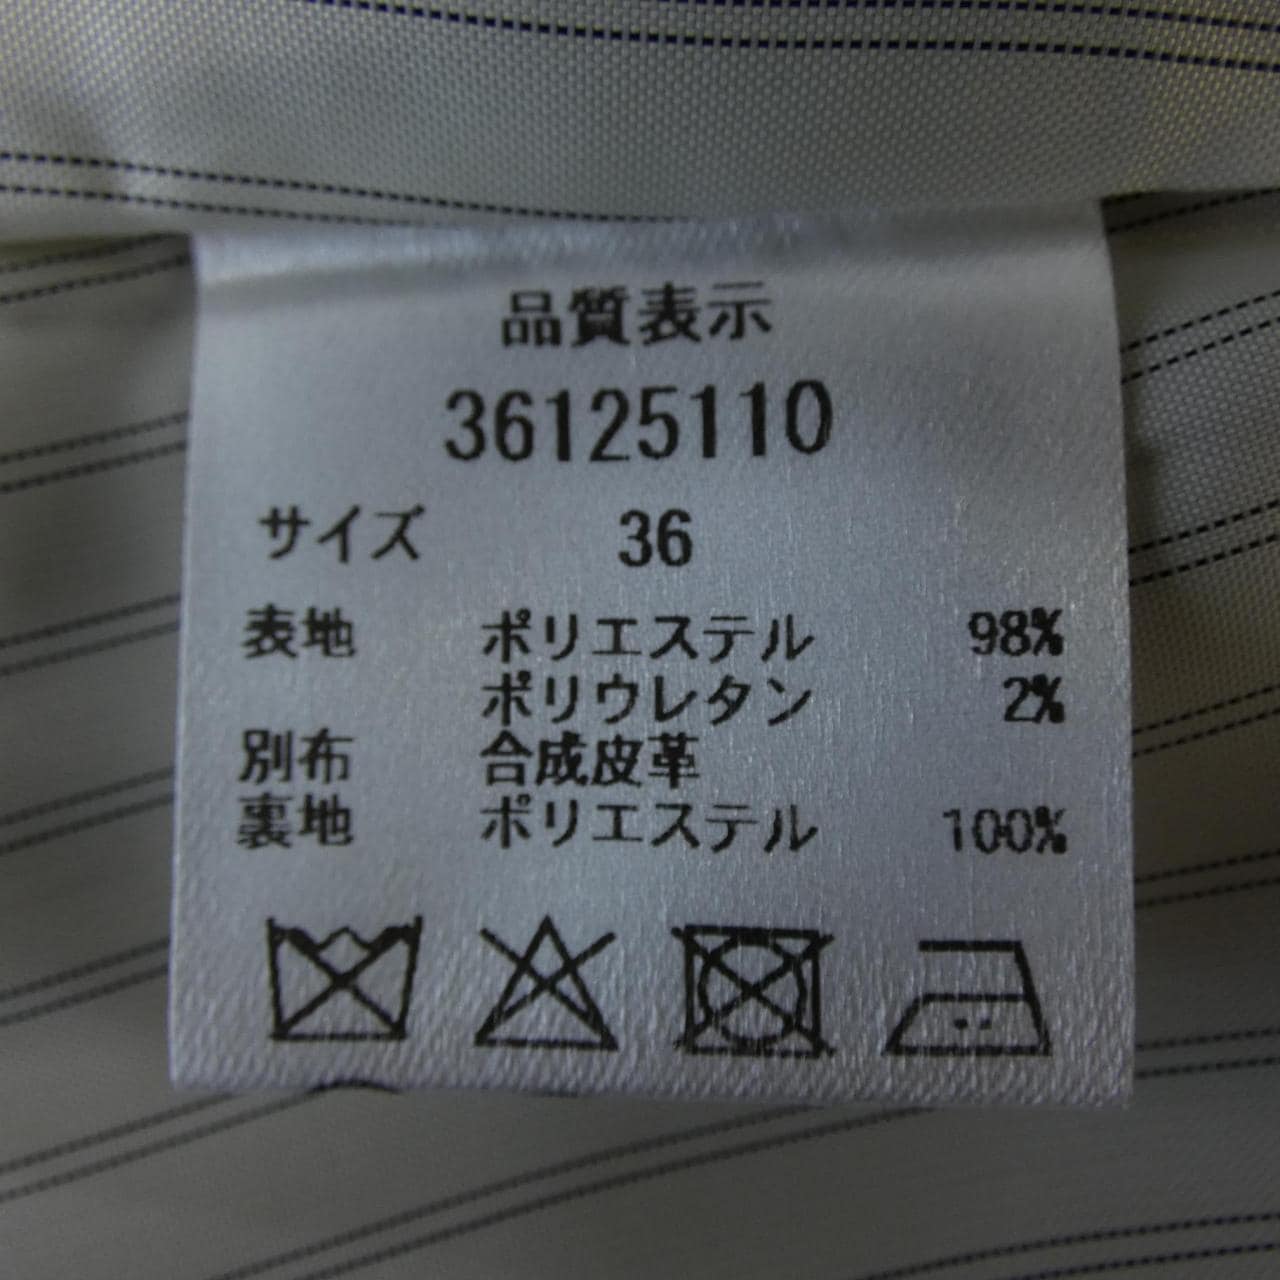 品質表示
36125110
サイズ 36
表地 ポリエステル 98%
ポリウレタン 2%
別布 合成皮革
裏地 ポリエステル 100%